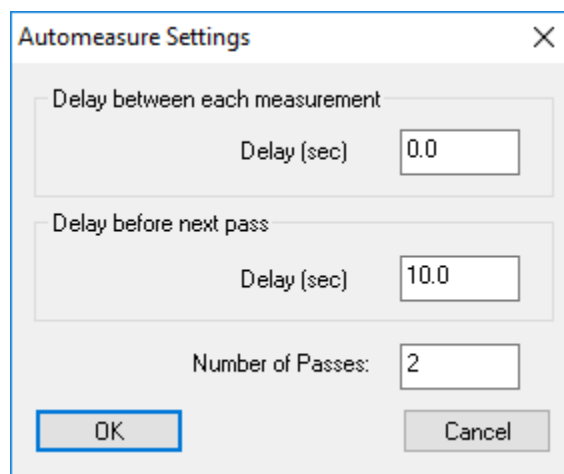 Automeasure Settings
Delay between each measurement
Delay (sec) 0.0
Delay before next pass
Delay (sec) 10.0
Number of Passes: 2
OK Cancel